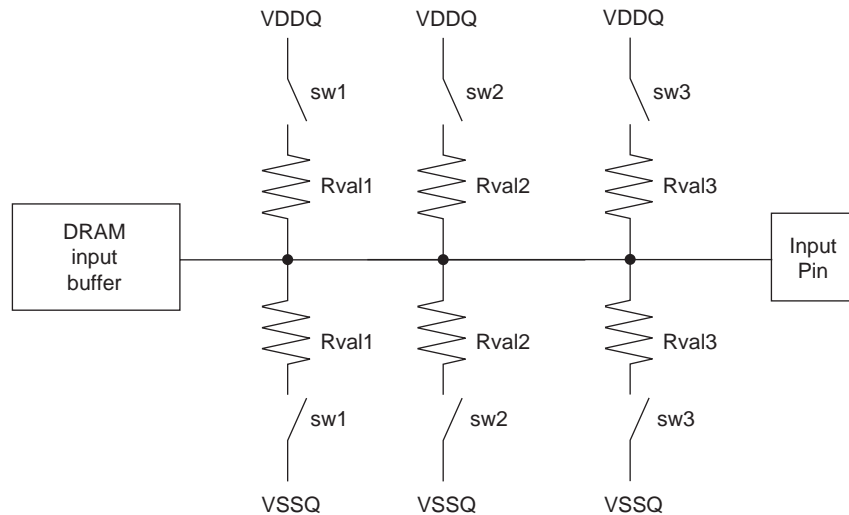 VDDQ VDDQ VDDQ
sw1 sw2 sw3
Rval1 Rval2 Rval3
DRAM
input
buffer
Input
Pin
Rval1 Rval2 Rval3
sw1 sw2 sw3
VSSQ VSSQ VSSQ